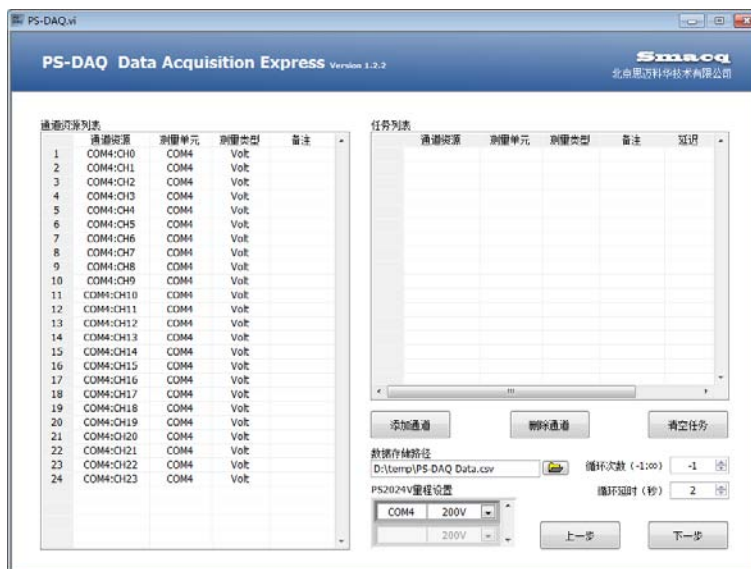 PS-DAQ.vi
PS-DAQ Data Acquisition Express Version 1.2.2
Smacq
北京思迈科华技术有限公司
通道资源列表
通道资源 测量单元 测量类型 备注
1 COM4:CH0 COM4 Volt
2 COM4:CH1 COM4 Volt
3 COM4:CH2 COM4 Volt
4 COM4:CH3 COM4 Volt
5 COM4:CH4 COM4 Volt
6 COM4:CH5 COM4 Volt
7 COM4:CH6 COM4 Volt
8 COM4:CH7 COM4 Volt
9 COM4:CH8 COM4 Volt
10 COM4:CH9 COM4 Volt
11 COM4:CH10 COM4 Volt
12 COM4:CH11 COM4 Volt
13 COM4:CH12 COM4 Volt
14 COM4:CH13 COM4 Volt
15 COM4:CH14 COM4 Volt
16 COM4:CH15 COM4 Volt
17 COM4:CH16 COM4 Volt
18 COM4:CH17 COM4 Volt
19 COM4:CH18 COM4 Volt
20 COM4:CH19 COM4 Volt
21 COM4:CH20 COM4 Volt
22 COM4:CH21 COM4 Volt
23 COM4:CH22 COM4 Volt
24 COM4:CH23 COM4 Volt
任务列表
通道资源 测量单元 测量类型 备注 延迟
添加通道 删除通道 清空任务
数据存储路径
D:\temp\PS-DAQ Data.csv
循环次数（-1:∞） -1
循环延时（秒） 2
PS2024V里程设置
COM4 200V
200V
上一步 下一步